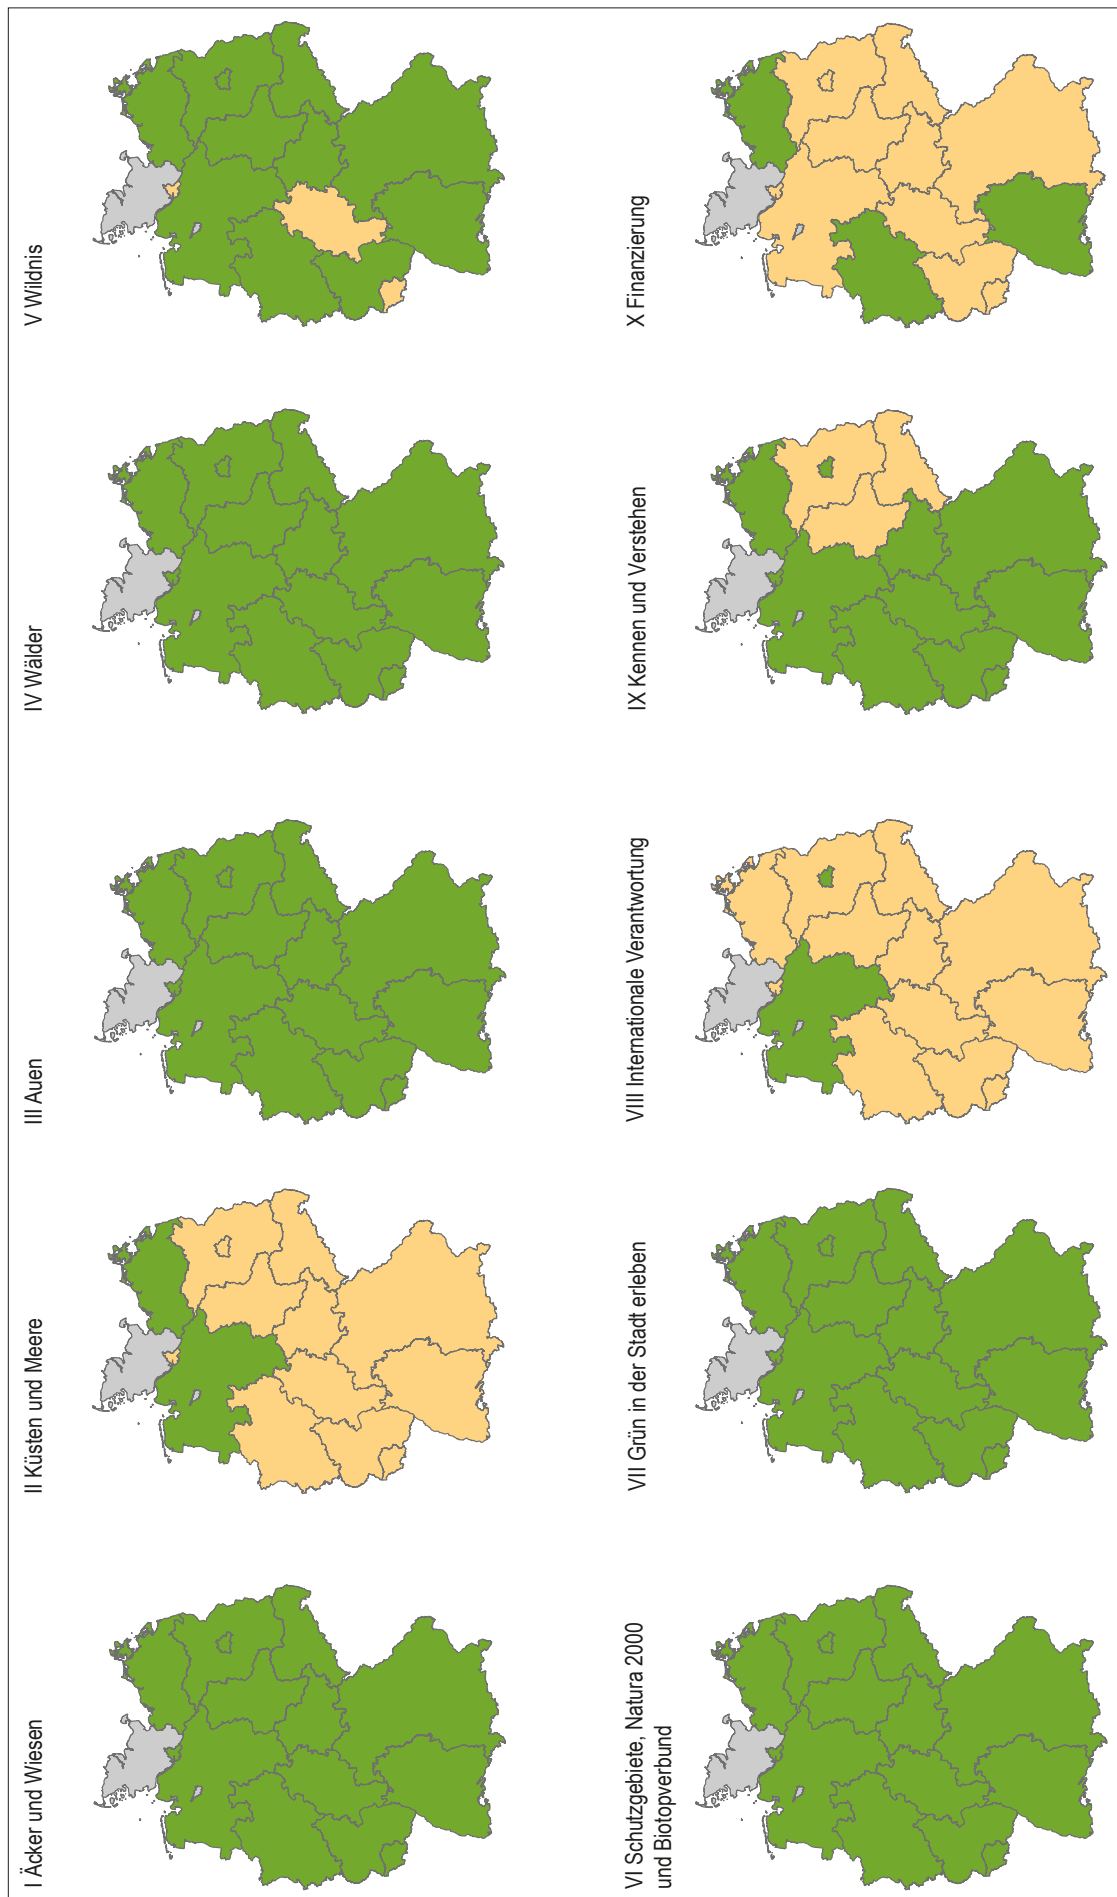 I Äcker und Wiesen
II Küsten und Meere
III Auen
IV Wälder
V Wildnis
VI Schutzgebiete, Natura 2000
und Biotopverbund
VII Grün in der Stadt erleben
VIII Internationale Verantwortung
IX Kennen und Verstehen
X Finanzierung